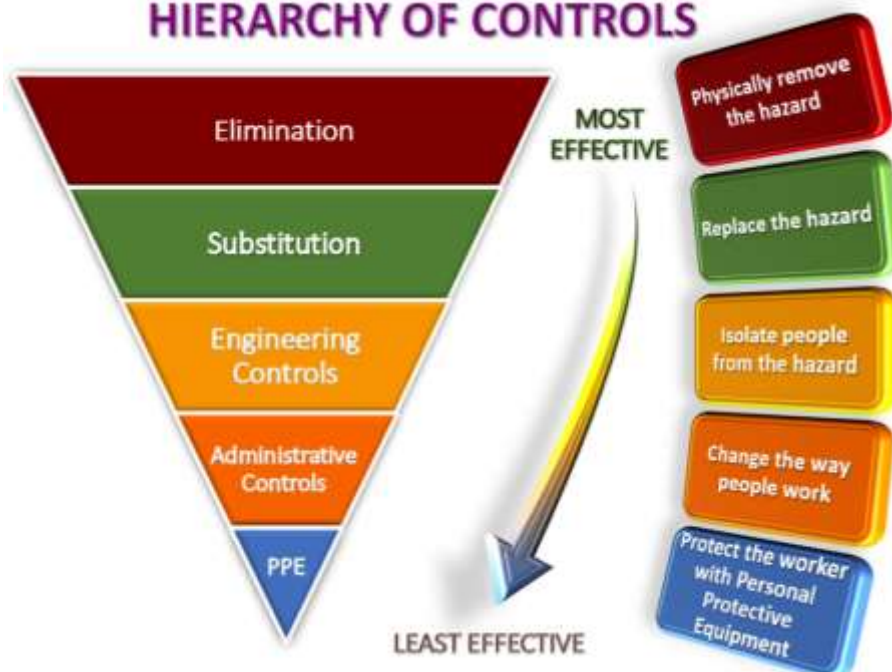 HIERARCHY OF CONTROLS
Elimination
Substitution
Engineering
Controls
Administrative
Controls
PPE
MOST
EFFECTIVE
LEAST EFFECTIVE
Physically remove
the hazard
Replace the hazard
Isolate people
from the hazard
Change the way
people work
Protect the worker
with Personal
Protective
Equipment